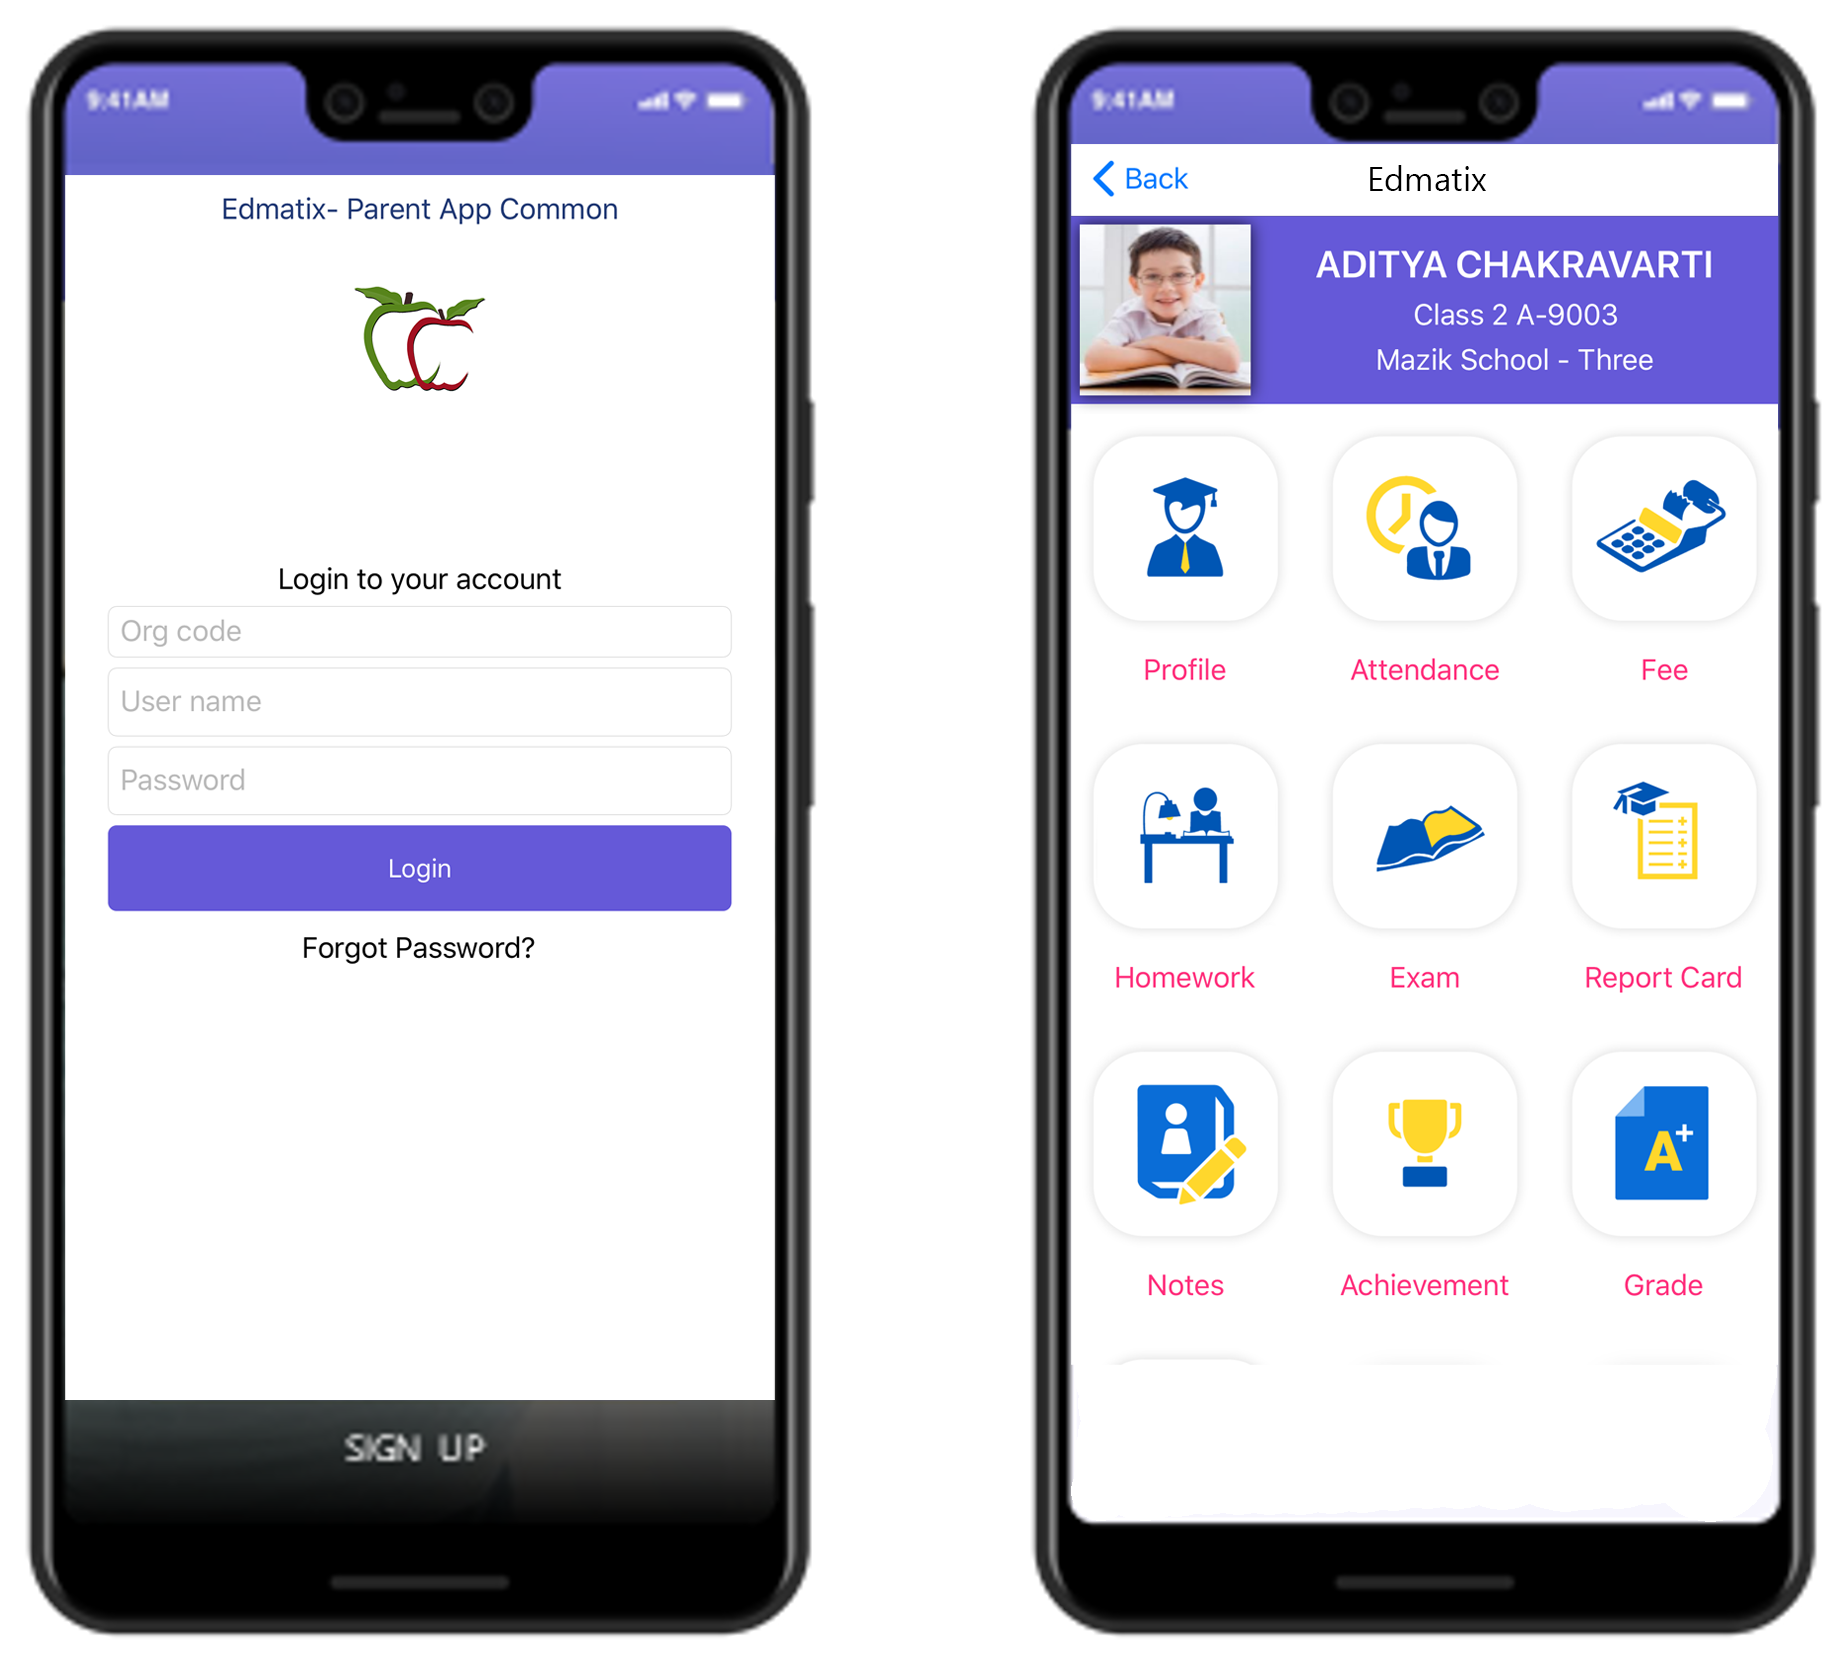 9:41AM
Edmatix- Parent App Common
Login to your account
Org code
User name
Password
Login
Forgot Password?
SIGN UP
9:41AM
Back
Edmatix
ADITYA CHAKRAVARTI
Class 2 A-9003
Mazik School - Three
Profile
Attendance
Fee
Homework
Exam
Report Card
A+
Notes
Achievement
Grade